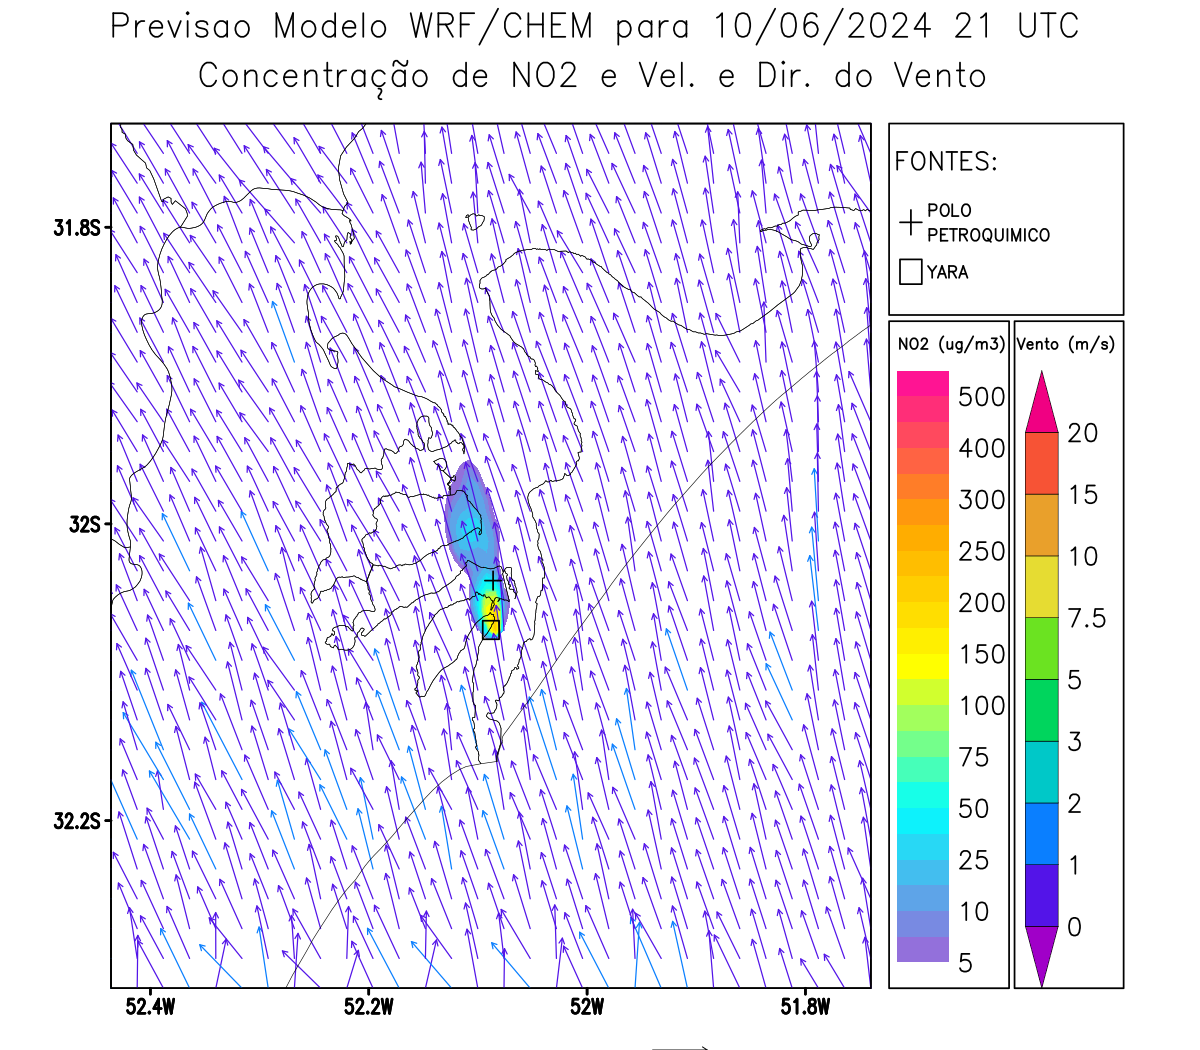 Previsao Modelo WRF/CHEM para 10/06/2024 21 UTC
Concentração de NO2 e Vel. e Dir. do Vento
FONTES:
POLO
PETROQUIMICO
YARA
NO2 (ug/m3)
500
400
300
250
200
150
100
75
50
25
10
5
Vento (m/s)
20
15
10
7.5
5
3
2
1
0
31.8S
32S
32.2S
52.4W
52.2W
52W
51.8W